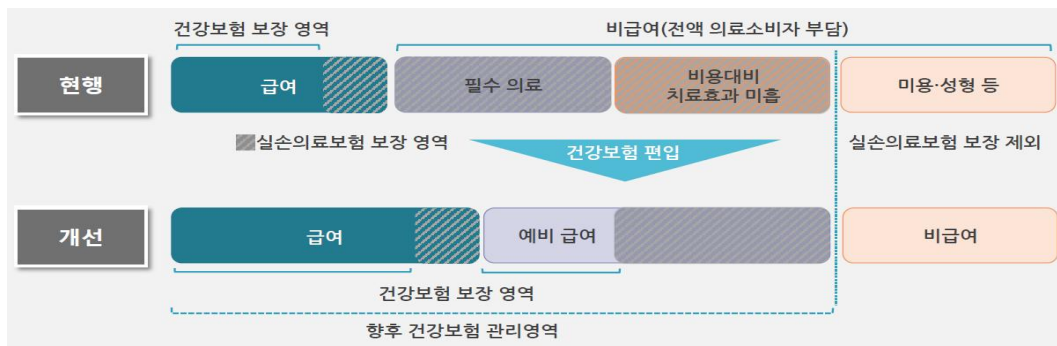 건강보험 보장 영역
비급여(전액 의료소비자 부담)
현행
급여
필수 의료
비용대비
치료효과 미흡
미용·성형 등
실손의료보험 보장 영역
건강보험 편입
실손의료보험 보장 제외
개선
급여
예비 급여
비급여
건강보험 보장 영역
향후 건강보험 관리영역